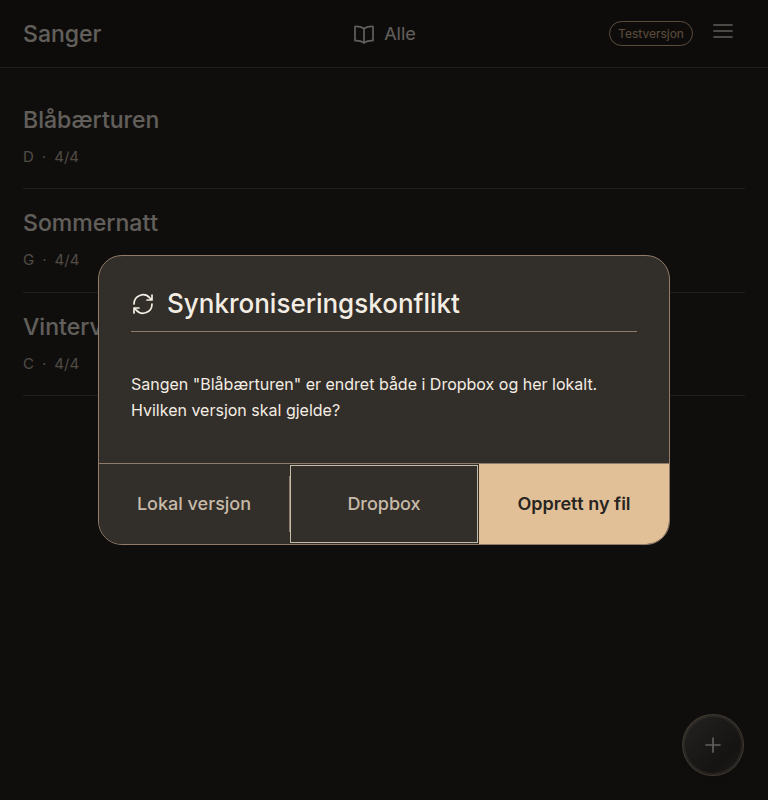 Sanger
Alle
Testversjon
Blåbærturen
D · 4/4
Sommernatt
G · 4/4
C · 4/4
Synkroniseringskonflikt
Sangen "Blåbærturen" er endret både i Dropbox og her lokalt.
Hvilken versjon skal gjelde?
Lokal versjon
Dropbox
Opprett ny fil